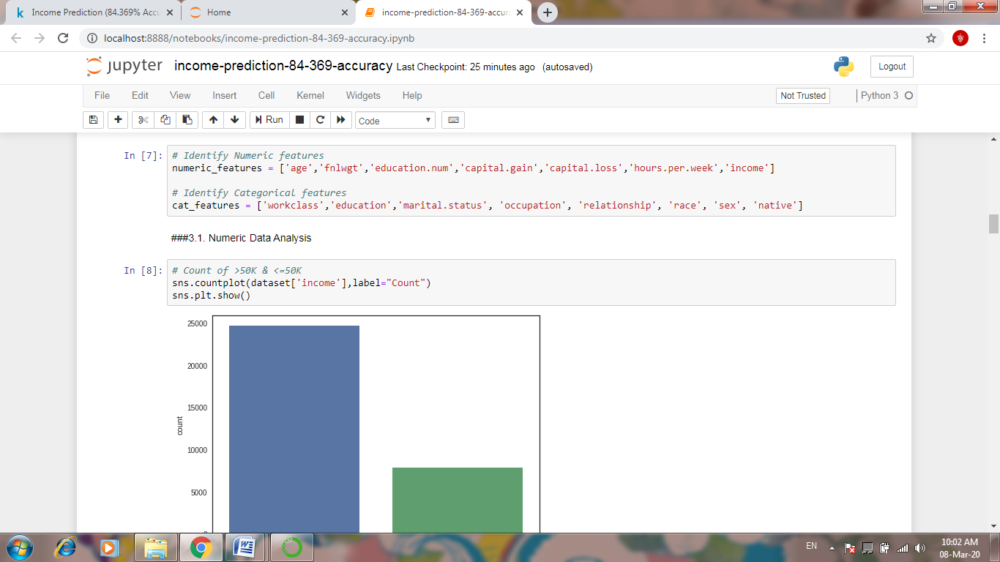 k Income Prediction (84.369% Accu
Home
income-prediction-84-369-accura
localhost:8888/notebooks/income-prediction-84-369-accuracy.ipynb
jupyter income-prediction-84-369-accuracy Last Checkpoint: 25 minutes ago (autosaved)
Logout
File Edit View Insert Cell Kernel Widgets Help
Not Trusted
Python 3
Run
Code
In [7]:
# Identify Numeric features
numeric_features = ['age','fnlwgt','education.num','capital.gain','capital.loss','hours.per.week','income']
# Identify Categorical features
cat_features = ['workclass','education','marital.status', 'occupation', 'relationship', 'race', 'sex', 'native']
###3.1. Numeric Data Analysis
In [8]:
# Count of >50K & <=50K
sns.countplot(dataset['income'],label="Count")
sns.plt.show()
25000
20000
15000
count
10000
5000
EN
10:02 AM
08-Mar-20